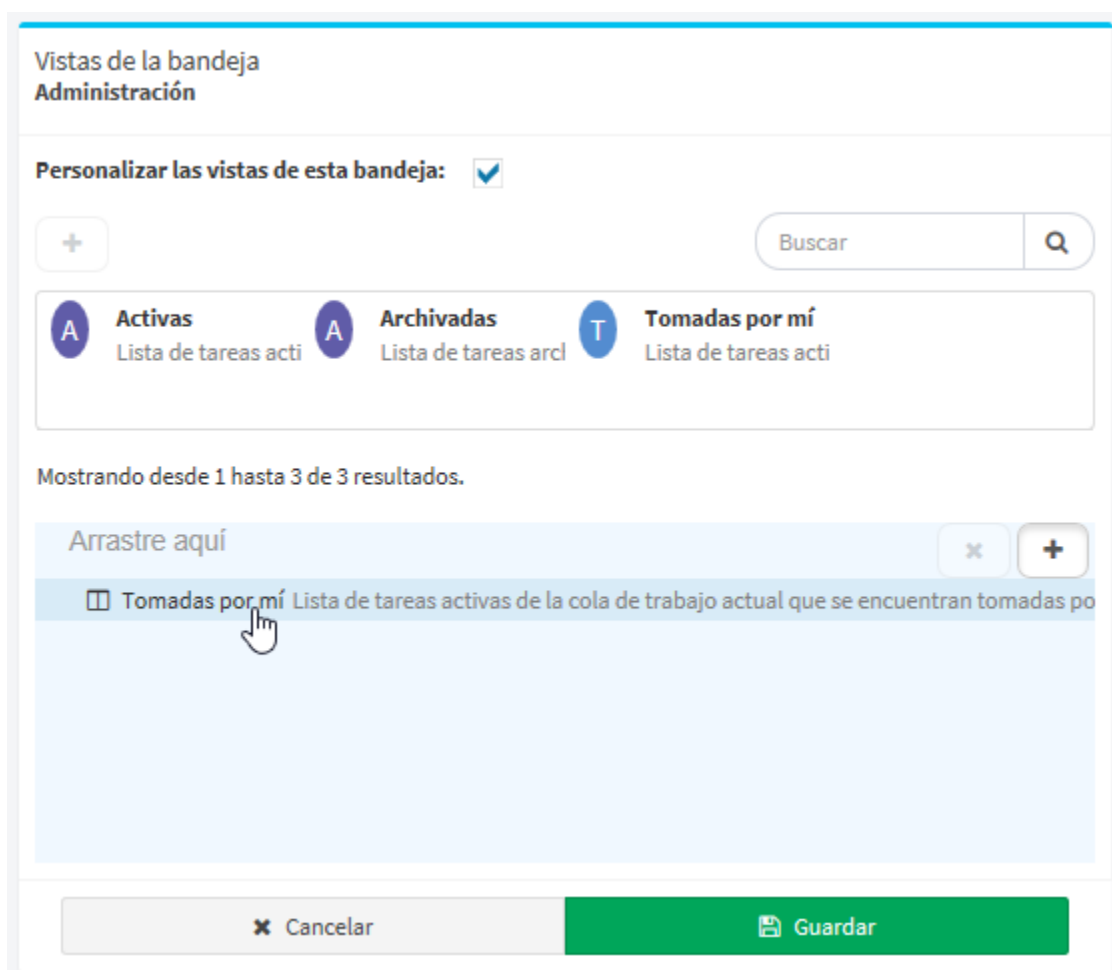 Vistas de la bandeja
Administración
Personalizar las vistas de esta bandeja:
Buscar
A Activas A Archivadas T Tomadas por mí
Lista de tareas acti Lista de tareas arcl Lista de tareas acti
Mostrando desde 1 hasta 3 de 3 resultados.
Arrastre aquí
Tomadas por mí Lista de tareas activas de la cola de trabajo actual que se encuentran tomadas po
Cancelar Guardar